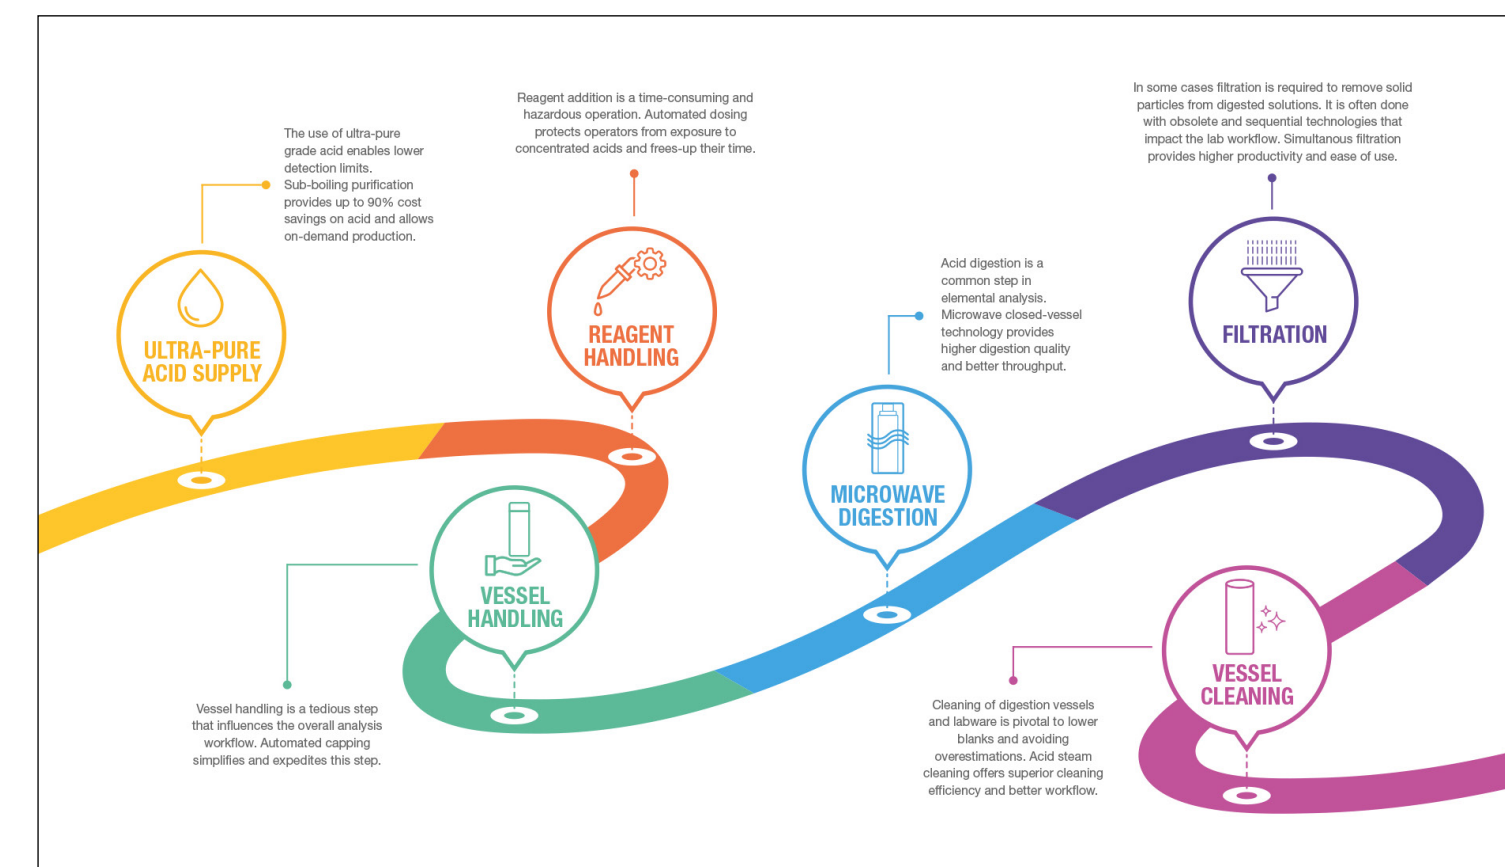 The use of ultra-pure
grade acid enables lower
detection limits.
Sub-boiling purification
provides up to 90% cost
savings on acid and allows
on-demand production.
ULTRA-PURE
ACID SUPPLY
Reagent addition is a time-consuming and
hazardous operation. Automated dosing
protects operators from exposure to
concentrated acids and frees-up their time.
REAGENT
HANDLING
VESSEL
HANDLING
Vessel handling is a tedious step
that influences the overall analysis
workflow. Automated capping
simplifies and expedites this step.
Acid digestion is a
common step in
elemental analysis.
Microwave closed-vessel
technology provides
higher digestion quality
and better throughput.
MICROWAVE
DIGESTION
In some cases filtration is required to remove solid
particles from digested solutions. It is often done
with obsolete and sequential technologies that
impact the lab workflow. Simultanous filtration
provides higher productivity and ease of use.
FILTRATION
VESSEL
CLEANING
Cleaning of digestion vessels
and labware is pivotal to lower
blanks and avoiding
overestimations. Acid steam
cleaning offers superior cleaning
efficiency and better workflow.